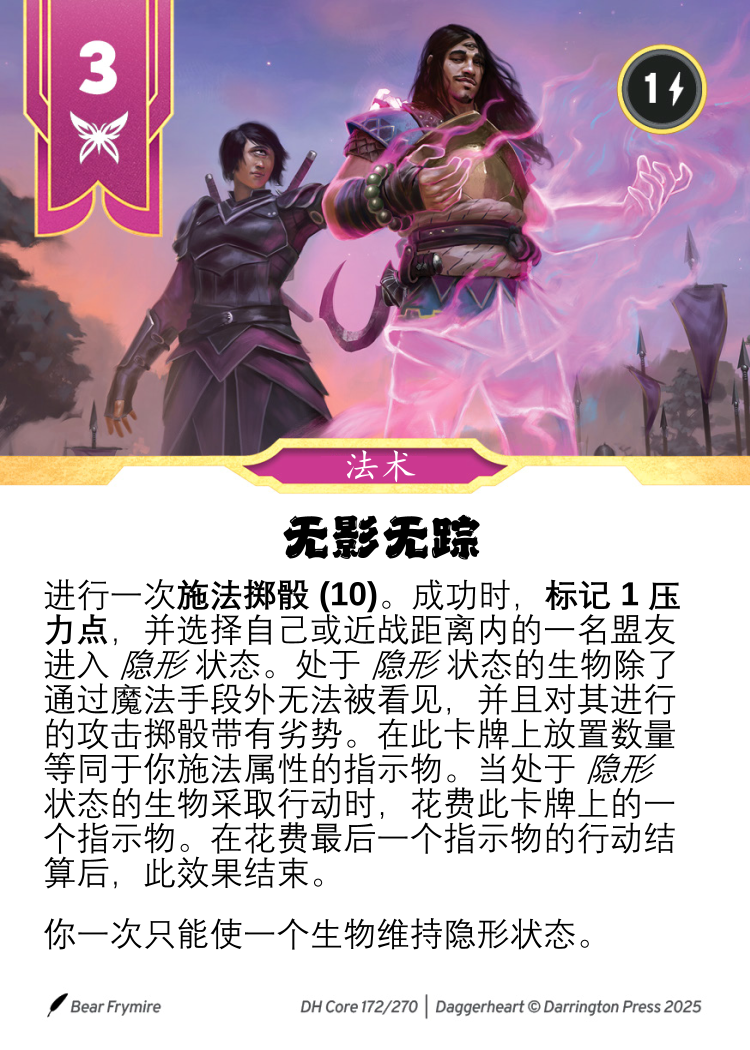 3
1
法术
无影无踪
进行一次施法掷骰 (10)。成功时，标记 1 压
力点，并选择自己或近战距离内的一名盟友
进入 隐形 状态。处于 隐形 状态的生物除了
通过魔法手段外无法被看见，并且对其进行
的攻击掷骰带有劣势。在此卡牌上放置数量
等同于你施法属性的指示物。当处于 隐形
状态的生物采取行动时，花费此卡牌上的一
个指示物。在花费最后一个指示物的行动结
算后，此效果结束。
你一次只能使一个生物维持隐形状态。
Bear Frymire
DH Core 172/270 | Daggerheart © Darrington Press 2025